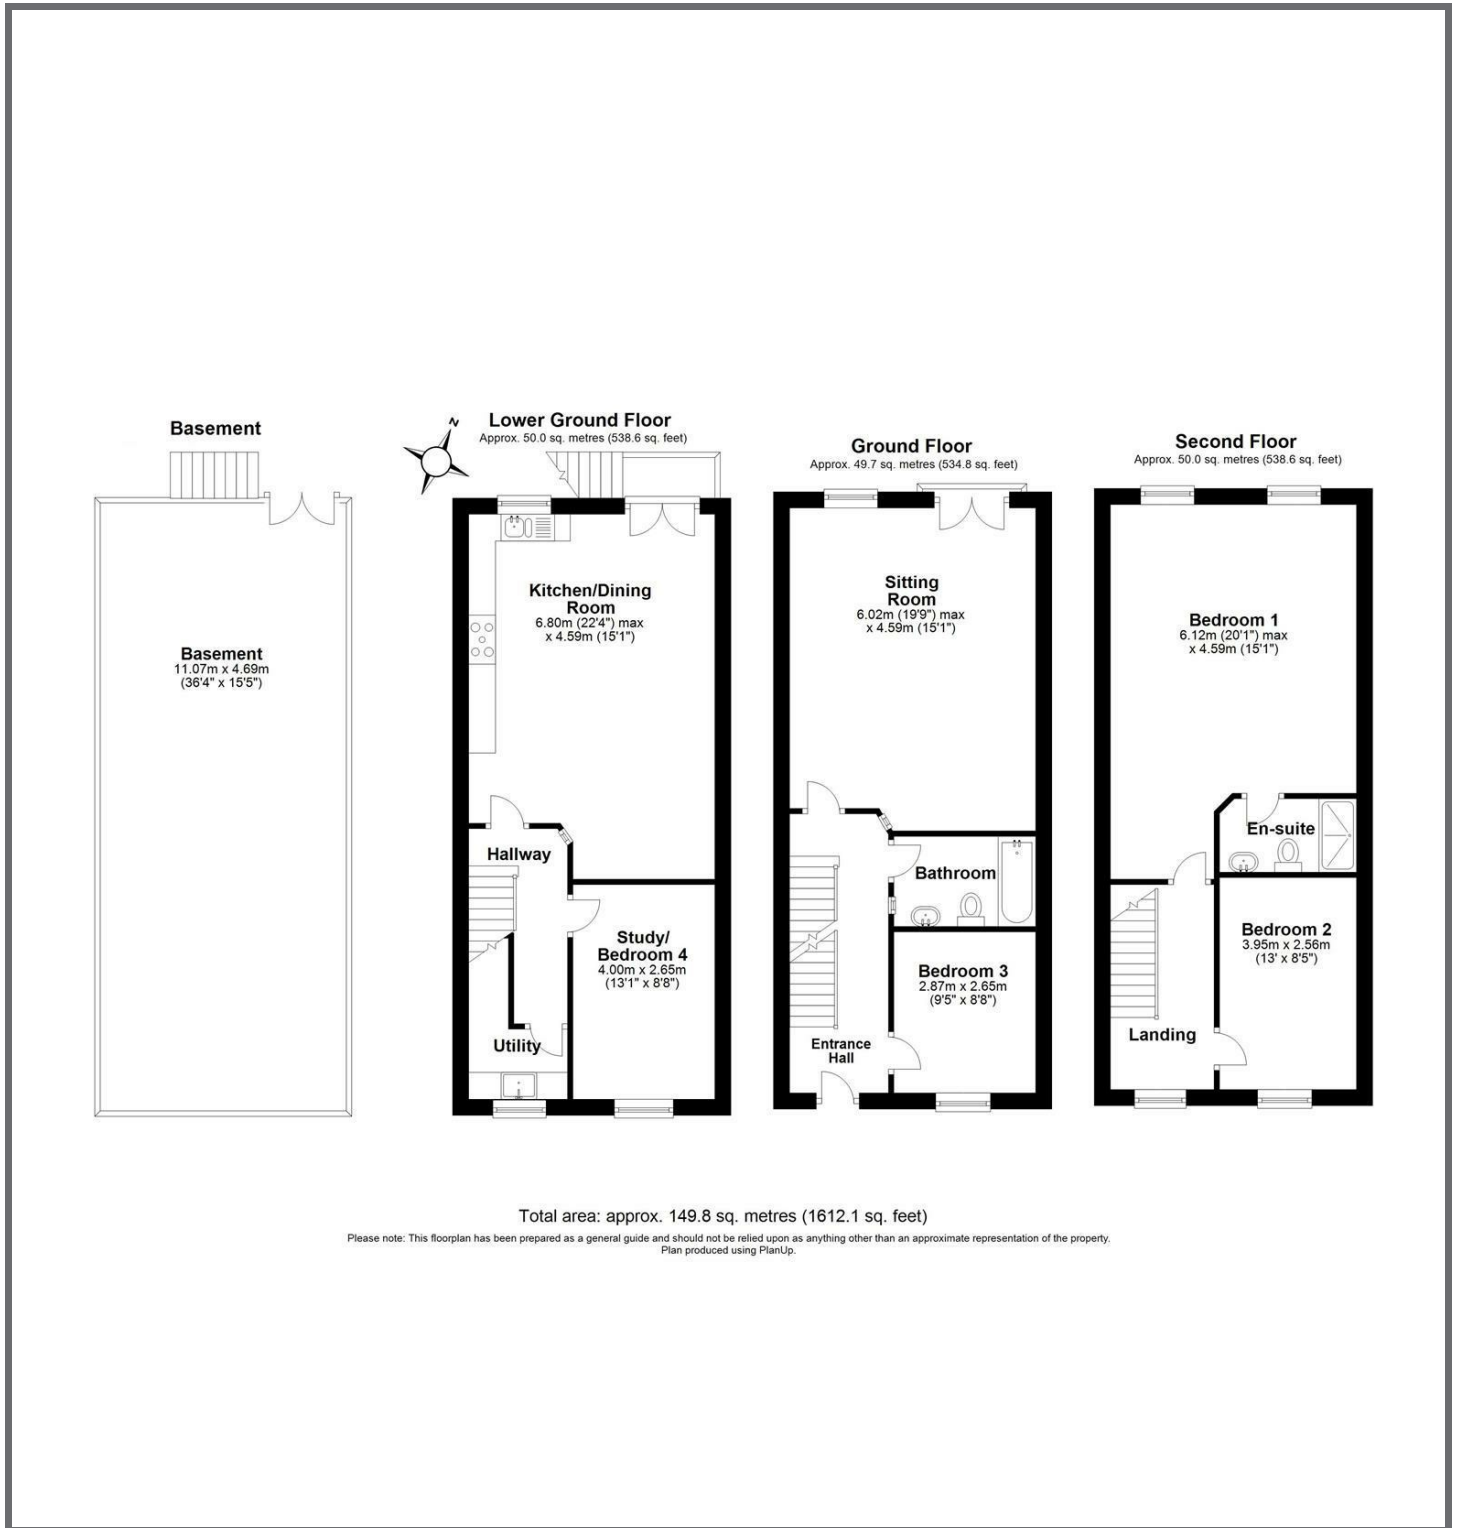 Basement
Basement
11.07m x 4.69m
(36'4" x 15'5")
N
Lower Ground Floor
Approx. 50.0 sq. metres (538.6 sq. feet)
Kitchen/Dining
Room
6.80m (22'4") max
x 4.59m (15'1")
Hallway
Study/
Bedroom 4
4.00m x 2.65m
(13'1" x 8'8")
Utility
Ground Floor
Approx. 49.7 sq. metres (534.8 sq. feet)
Sitting
Room
6.02m (19'9") max
x 4.59m (15'1")
Bathroom
Bedroom 3
2.87m x 2.65m
(9'5" x 8'8")
Entrance
Hall
Second Floor
Approx. 50.0 sq. metres (538.6 sq. feet)
Bedroom 1
6.12m (20'1") max
x 4.59m (15'1")
En-suite
Bedroom 2
3.95m x 2.56m
(13' x 8'5")
Landing
Total area: approx. 149.8 sq. metres (1612.1 sq. feet)
Please note: This floorplan has been prepared as a general guide and should not be relied upon as anything other than an approximate representation of the property.
Plan produced using PlanUp.